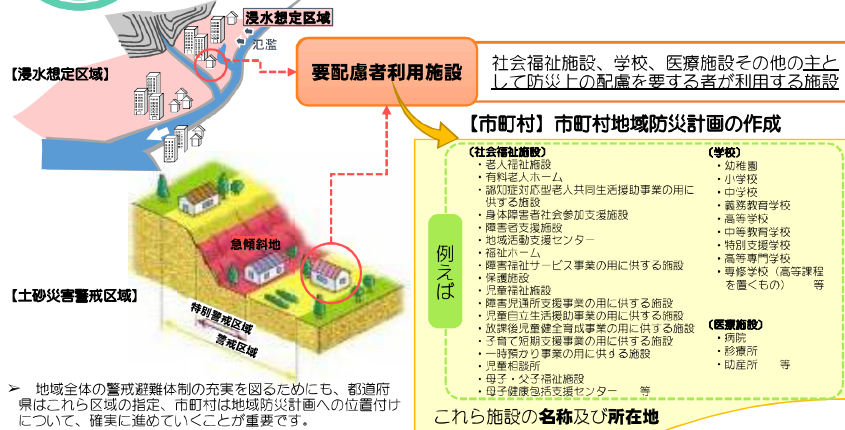 浸水想定区域
氾濫
【浸水想定区域】
要配慮者利用施設
社会福祉施設、学校、医療施設その他の主と
して防災上の配慮を要する者が利用する施設
【市町村】市町村地域防災計画の作成
例えば
(社会福祉施設)
・老人福祉施設
・有料老人ホーム
・認知症対応型老人共同生活援助事業の用に
供する施設
・身体障害者社会参加支援施設
・障害者支援施設
・地域活動支援センター
・福祉ホーム
・障害福祉サービス事業の用に供する施設
・保護施設
・児童福祉施設
・障害児通所支援事業の用に供する施設
・児童自立生活援助事業の用に供する施設
・放課後児童健全育成事業の用に供する施設
・子育て短期支援事業の用に供する施設
・一時預かり事業の用に供する施設
・児童相談所
・母子・父子福祉施設
・母子健康包括支援センター 等
(学校)
・幼稚園
・小学校
・中学校
・義務教育学校
・高等学校
・中等教育学校
・特別支援学校
・高等専門学校
・専修学校(高等課程
を置くもの) 等
(医療施設)
・病院
・診療所
・助産所 等
これら施設の名称及び所在地
急傾斜地
【土砂災害警戒区域】
特別警戒区域
警戒区域
➢ 地域全体の警戒避難体制の充実を図るためにも、都道府
県はこれら区域の指定、市町村は地域防災計画への位置付け
について、確実に進めていくことが重要です。